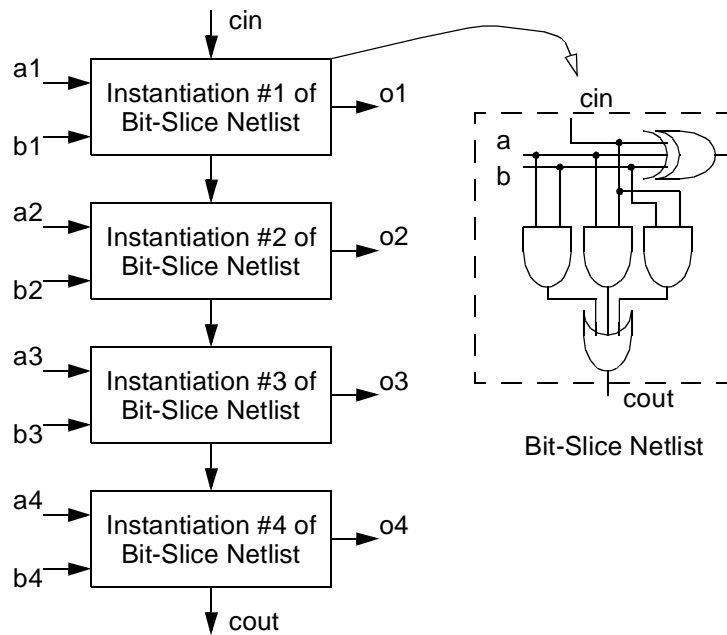 cin
a1
Instantiation #1 of
Bit-Slice Netlist
o1
b1
a2
Instantiation #2 of
Bit-Slice Netlist
o2
b2
a3
Instantiation #3 of
Bit-Slice Netlist
o3
b3
a4
Instantiation #4 of
Bit-Slice Netlist
o4
b4
cout
cin
a
b
cout
Bit-Slice Netlist